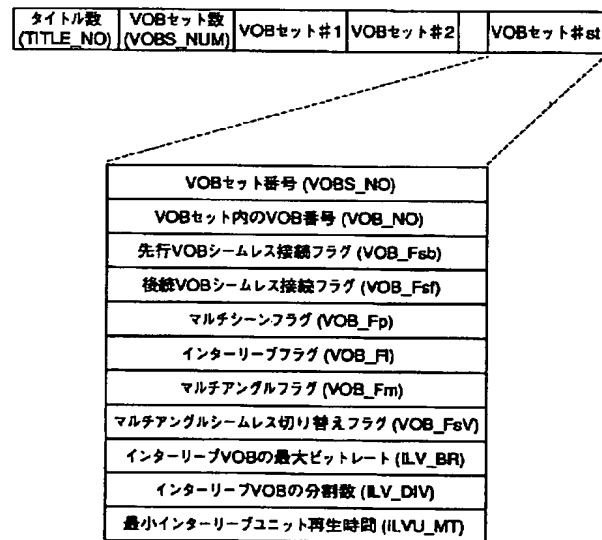 タイトル数
(TITLE_NO)
VOBセット数
(VOBS_NUM)
VOBセット#1
VOBセット#2
VOBセット#st
VOBセット番号 (VOBS_NO)
VOBセット内のVOB番号 (VOB_NO)
先行VOBシームレス接続フラグ (VOB_Fsb)
後続VOBシームレス接続フラグ (VOB_Fsf)
マルチシーンフラグ (VOB_Fp)
インターリーブフラグ (VOB_Fi)
マルチアングルフラグ (VOB_Fm)
マルチアングルシームレス切り替えフラグ (VOB_FsV)
インターリーブVOBの最大ビットレート (ILV_BR)
インターリーブVOBの分割数 (ILV_DIV)
最小インターリーブユニット再生時間 (iLVU_MT)